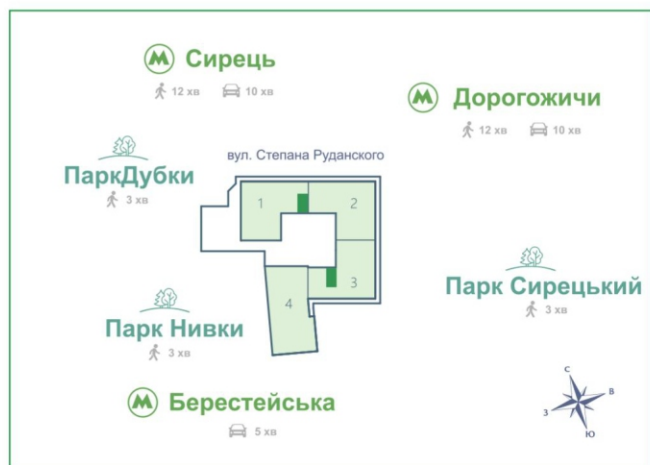 М Сирець
12 хв 10 хв
М Дорогожичи
12 хв 10 хв
вул. Степана Руданского
ПаркДубки
3 хв
1
2
3
4
Парк Сирецький
3 хв
Парк Нивки
3 хв
М Берестейська
5 хв
С
В
З
Ю